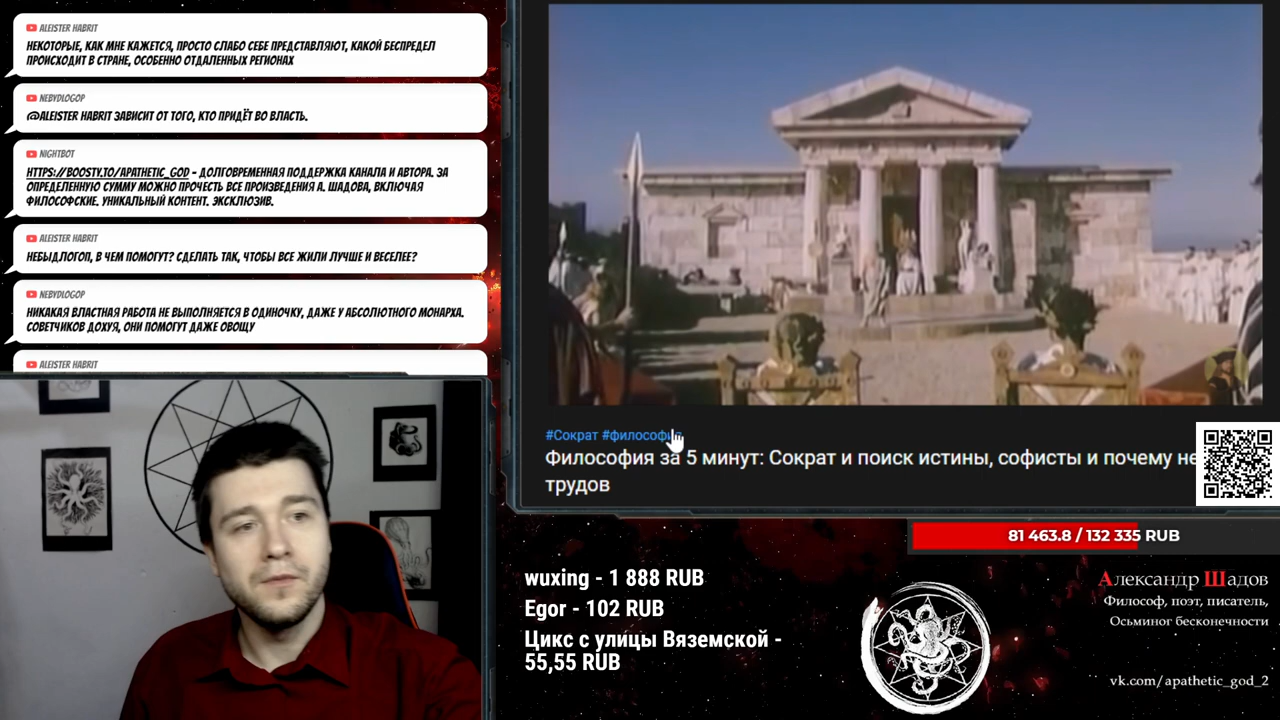 ALEISTER HABRIT
НЕКОТОРЫЕ, КАК МНЕ КАЖЕТСЯ, ПРОСТО СЛАБО СЕБЕ ПРЕДСТАВЛЯЮТ, КАКОЙ БЕСПРЕДЕЛ
ПРОИСХОДИТ В СТРАНЕ, ОСОБЕННО ОТДАЛЕННЫХ РЕГИОНАХ
NEBYDLOGOP
@ALEISTER HABRIT ЗАВИСИТ ОТ ТОГО, КТО ПРИДЁТ ВО ВЛАСТЬ.
NIGHTBOT
HTTPS://BOOSTY.TO/APATHETIC_GOD - ДОЛГОВРЕМЕННАЯ ПОДДЕРЖКА КАНАЛА И АВТОРА. ЗА
ОПРЕДЕЛЕННУЮ СУММУ МОЖНО ПРОЧЕСТЬ ВСЕ ПРОИЗВЕДЕНИЯ А. ШАДОВА, ВКЛЮЧАЯ
ФИЛОСОФСКИЕ. УНИКАЛЬНЫЙ КОНТЕНТ. ЭКСКЛЮЗИВ.
ALEISTER HABRIT
НЕБЫДЛОГОП, В ЧЕМ ПОМОГУТ? СДЕЛАТЬ ТАК, ЧТОБЫ ВСЕ ЖИЛИ ЛУЧШЕ И ВЕСЕЛЕЕ?
NEBYDLOGOP
НИКАКАЯ ВЛАСТНАЯ РАБОТА НЕ ВЫПОЛНЯЕТСЯ В ОДИНОЧКУ, ДАЖЕ У АБСОЛЮТНОГО МОНАРХА.
СОВЕТЧИКОВ ДОХУЯ, ОНИ ПОМОГУТ ДАЖЕ ОВОЩУ
ALEISTER HABRIT
#Сократ #философия
Философия за 5 минут: Сократ и поиск истины, софисты и почему не
трудов
81 463.8 / 132 335 RUB
wuxing - 1 888 RUB
Egor - 102 RUB
Цикс с улицы Вяземской -
55,55 RUB
Александр Шадов
Философ, поэт, писатель,
Осьминог бесконечности
vk.com/apathetic_god_2